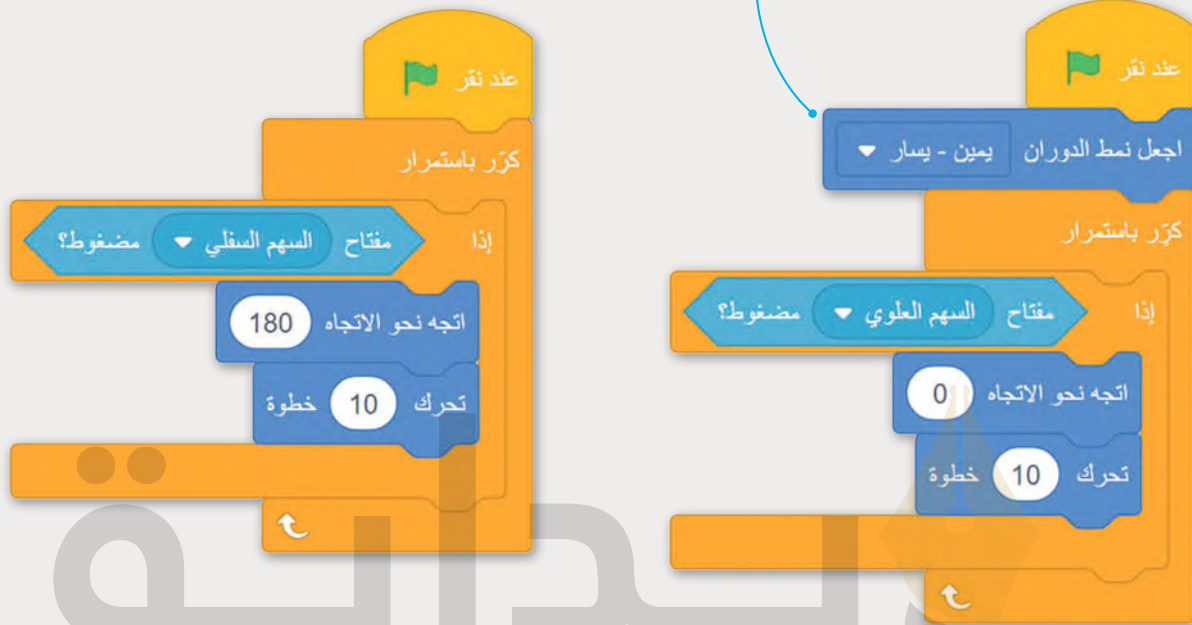 عند نقر
اجعل نمط الدوران يمين - يسار
كرّر باستمرار
إذا مفتاح السهم العلوي مضغوط؟
اتجه نحو الاتجاه 0
تحرك 10 خطوة
عند نقر
كرّر باستمرار
إذا مفتاح السهم السفلي مضغوط؟
اتجه نحو الاتجاه 180
تحرك 10 خطوة
بداية